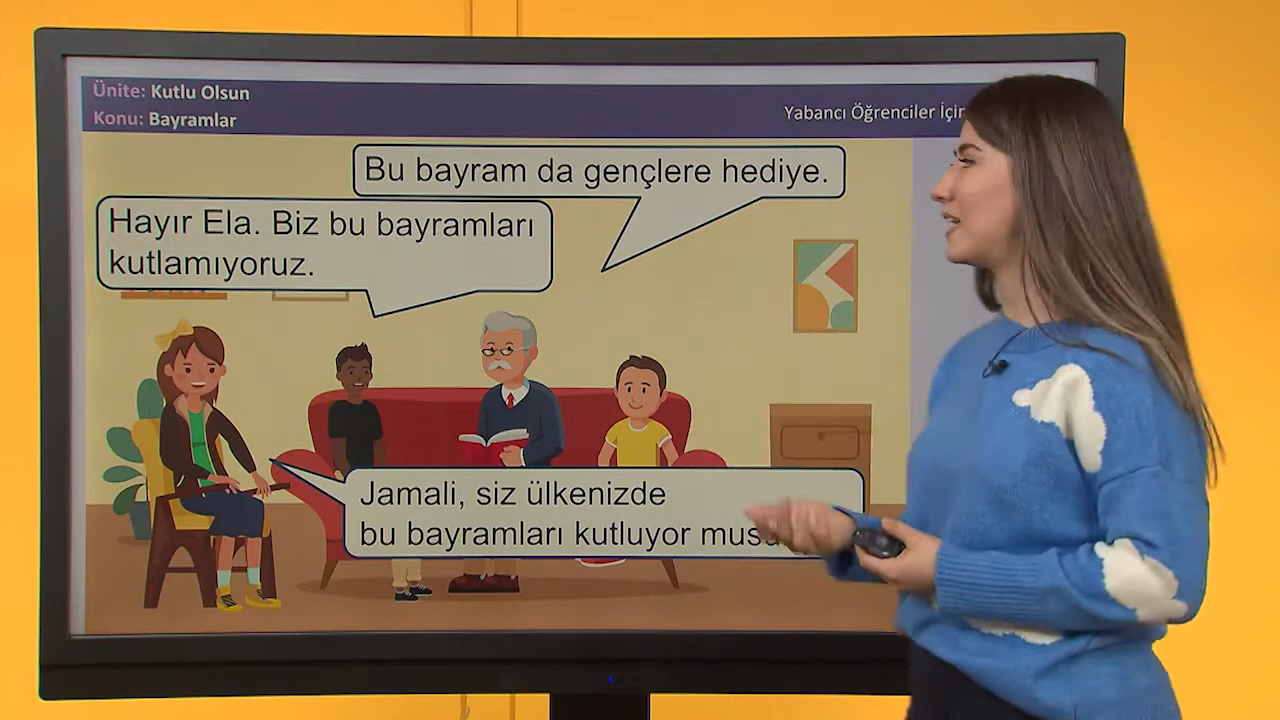 Ünite: Kutlu Olsun
Konu: Bayramlar
Yabancı Öğrenciler İçin
Bu bayram da gençlere hediye.
Hayır Ela. Biz bu bayramları
kutlamıyoruz.
Jamali, siz ülkenizde
bu bayramları kutluyor